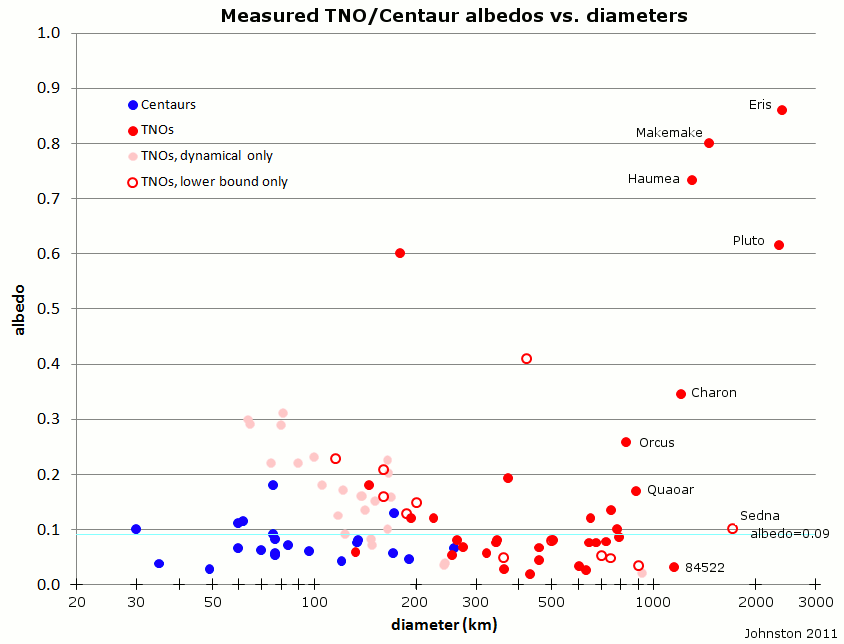 Measured TNO/Centaur albedos vs. diameters
1.0
0.9
0.8
0.7
0.6
0.5
0.4
0.3
0.2
0.1
0.0
albedo
Centaurs
TNOs
TNOs, dynamical only
TNOs, lower bound only
Eris
Makemake
Haumea
Pluto
Charon
Orcus
Quaoar
Sedna
albedo=0.09
84522
20 30 50 100 200 300 500 1000 2000 3000
diameter (km)
Johnston 2011